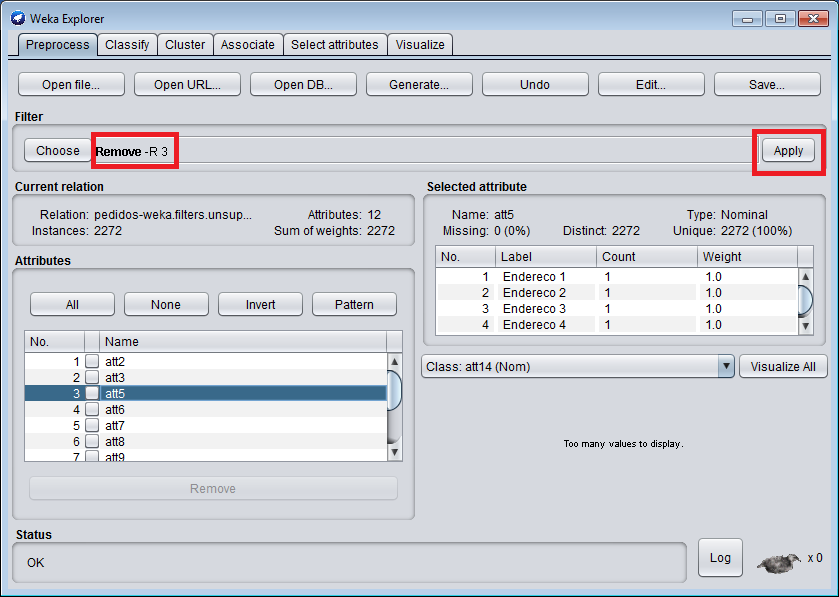 Weka Explorer
Preprocess Classify Cluster Associate Select attributes Visualize
Open file... Open URL... Open DB... Generate... Undo Edit... Save...
Filter
Choose Remove -R 3 Apply
Current relation
Relation: pedidos-weka.filters.unsup... Attributes: 12
Instances: 2272 Sum of weights: 2272
Selected attribute
Name: att5 Type: Nominal
Missing: 0 (0%) Distinct: 2272 Unique: 2272 (100%)
No. Label Count Weight
1 Endereco 1 1 1.0
2 Endereco 2 1 1.0
3 Endereco 3 1 1.0
4 Endereco 4 1 1.0
Attributes
All None Invert Pattern
No. Name
1 att2
2 att3
3 att5
4 att6
5 att7
6 att8
7 att9
Remove
Class: att14 (Nom) Visualize All
Too many values to display.
Status
OK
Log x 0